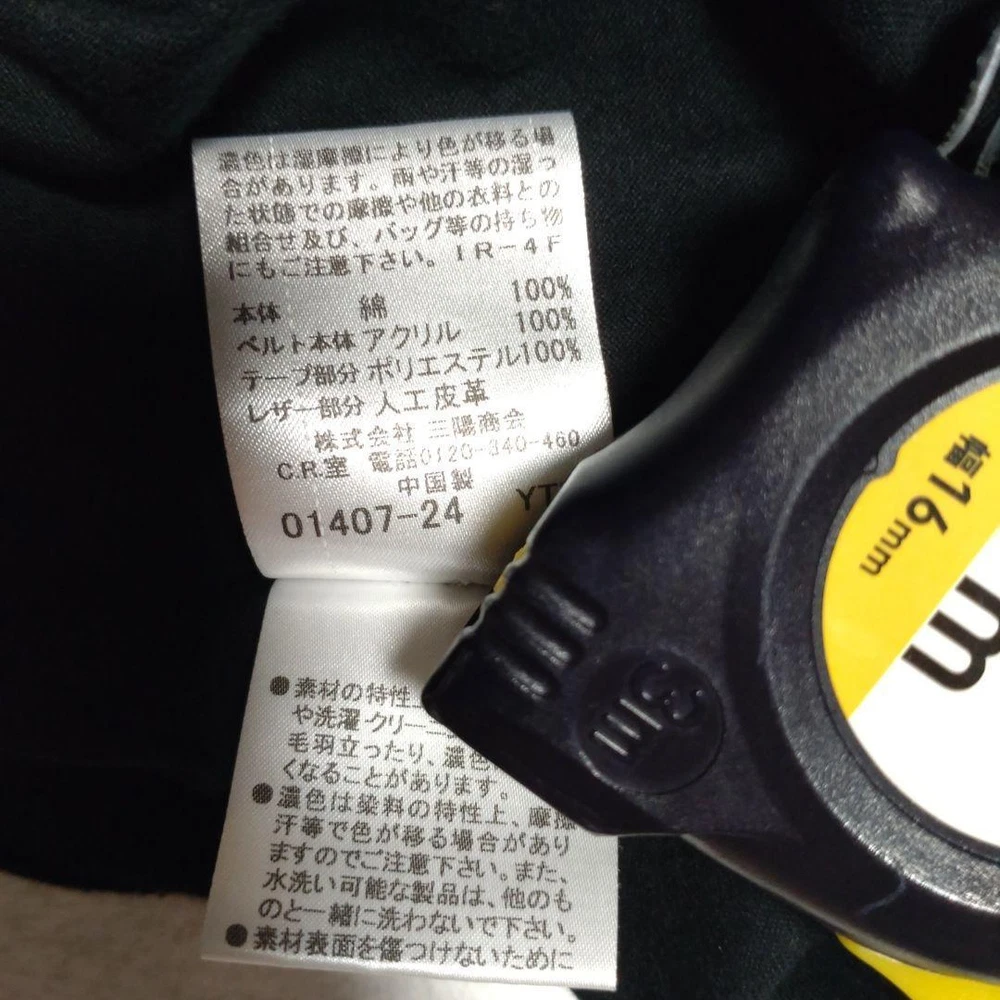 濃色は湿摩擦により色が移る場
合があります。雨や汗等の湿っ
た状態での摩擦や他の衣料との
組合せ及び、バッグ等の持ち物
にもご注意下さい。IR-4F
本体 綿 100%
ベルト本体 アクリル 100%
テープ部分 ポリエステル100%
レザー部分 人工皮革
株式会社 三陽商会
C.R.室 電話0120-340-460
中国製
01407-24 YT
●素材の特性
や洗濯・クリーニ
毛羽立ったり、濃色
くなることがあります。
●濃色は染料の特性上、摩擦
汗等で色が移る場合があり
ますのでご注意下さい。また、
水洗い可能な製品は、他のも
のと一緒に洗わないで下さい。
●素材表面を傷つけないために
幅16mm
m